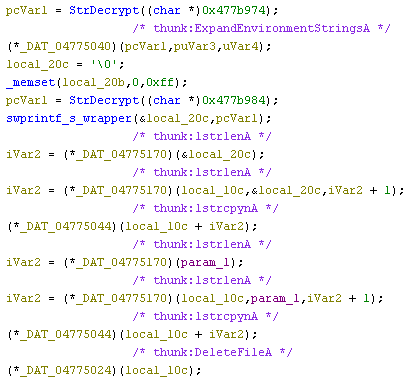 pcVar1 = StrDecrypt((char *)0x477b974);
/* thunk:ExpandEnvironmentStringsA */
(*_DAT_04775040)(pcVar1,puVar3,uVar4);
local_20c = '\0';
_memset(local_20b,0,0xff);
pcVar1 = StrDecrypt((char *)0x477b984);
swprintf_s_wrapper(&local_20c,pcVar1);
/* thunk:lstrlenA */
iVar2 = (*_DAT_04775170)(&local_20c);
/* thunk:lstrlenA */
iVar2 = (*_DAT_04775170)(local_10c,&local_20c,iVar2 + 1);
/* thunk:lstrcpynA */
(*_DAT_04775044)(local_10c + iVar2);
/* thunk:lstrlenA */
iVar2 = (*_DAT_04775170)(param_1);
/* thunk:lstrlenA */
iVar2 = (*_DAT_04775170)(local_10c,param_1,iVar2 + 1);
/* thunk:lstrcpynA */
(*_DAT_04775044)(local_10c + iVar2);
/* thunk:DeleteFileA */
(*_DAT_04775024)(local_10c);